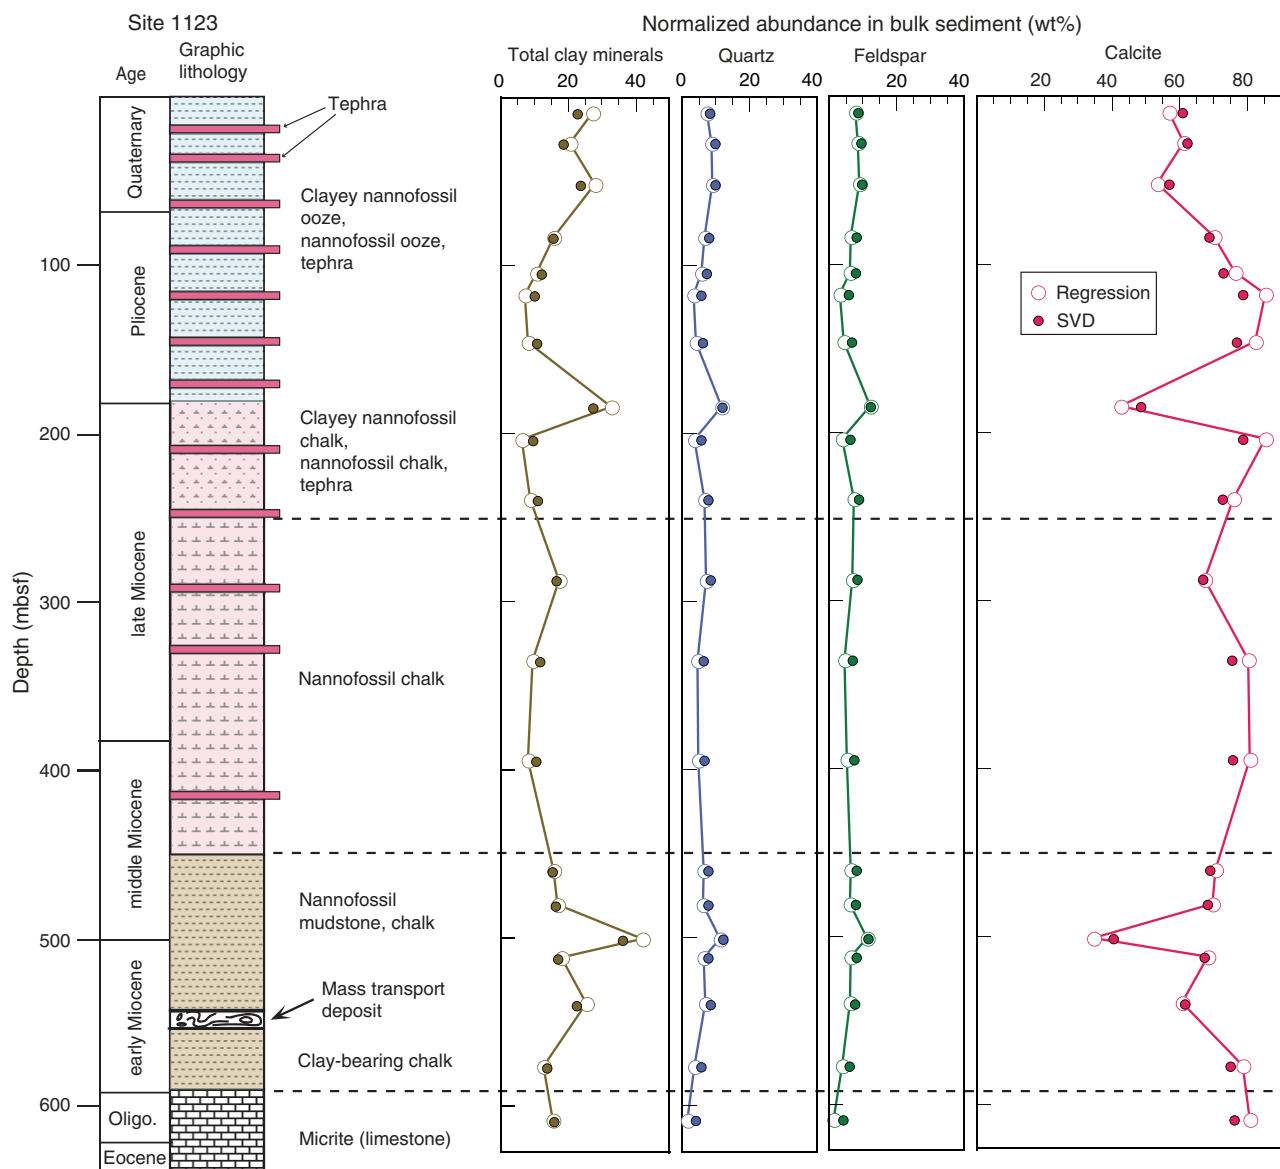 Site 1123
Normalized abundance in bulk sediment (wt%)
Age
Graphic
lithology
Total clay minerals
Quartz
Feldspar
Calcite
0 20 40
0 20 40
20 40
20 40 60 80
Tephra
Quaternary
Clayey nannofossil
ooze,
nannofossil ooze,
tephra
Pliocene
100
Regression
SVD
Clayey nannofossil
chalk,
nannofossil chalk,
tephra
200
late Miocene
300
Depth (mbsf)
Nannofossil chalk
400
middle Miocene
Nannofossil
mudstone, chalk
500
early Miocene
Mass transport
deposit
Clay-bearing chalk
600
Oligo.
Micrite (limestone)
Eocene